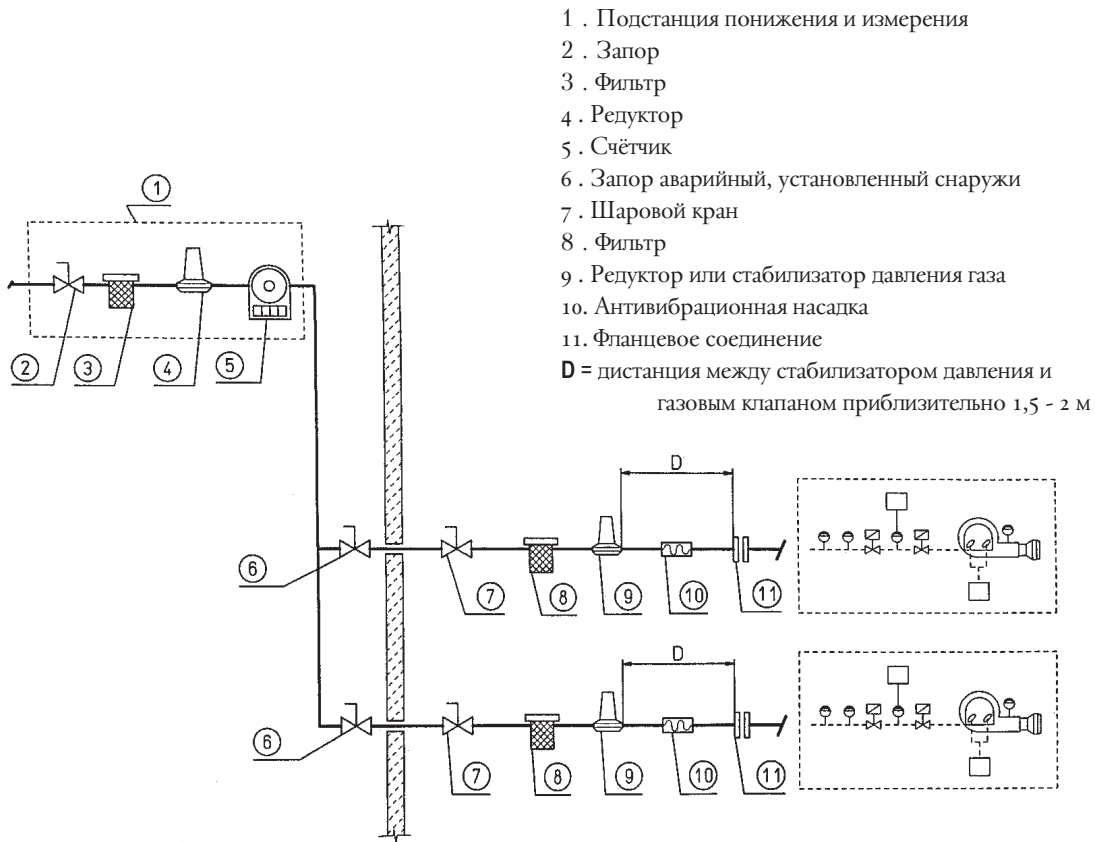 1 . Подстанция понижения и измерения
2 . Запор
3 . Фильтр
4 . Редуктор
5 . Счётчик
6 . Запор аварийный, установленный снаружи
7 . Шаровой кран
8 . Фильтр
9 . Редуктор или стабилизатор давления газа
10. Антивибрационная насадка
11. Фланцевое соединение
D = дистанция между стабилизатором давления и
газовым клапаном приблизительно 1,5 - 2 м
1
2
3
4
5
D
6
7
8
9
10
11
D
6
7
8
9
10
11